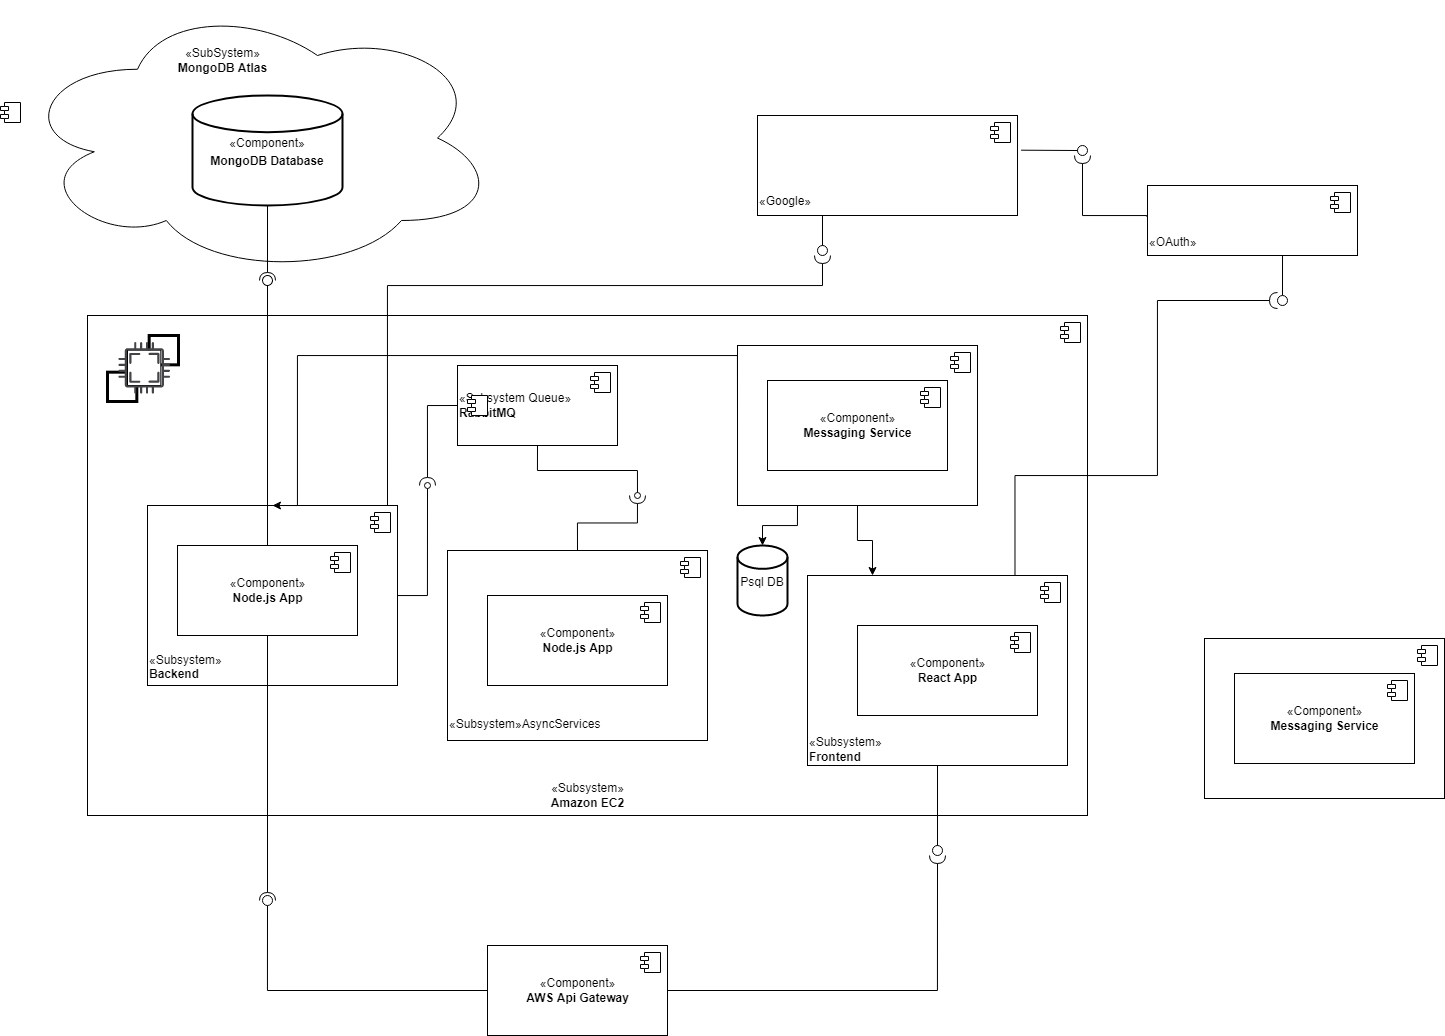 «SubSystem»
MongoDB Atlas
«Component»
MongoDB Database
«Google»
«OAuth»
«Subsystem Queue»
RabbitMQ
«Component»
Messaging Service
«Component»
Node.js App
«Subsystem»
Backend
«Component»
Node.js App
«Subsystem»AsyncServices
Psql DB
«Component»
React App
«Subsystem»
Frontend
«Component»
Messaging Service
«Subsystem»
Amazon EC2
«Component»
AWS Api Gateway